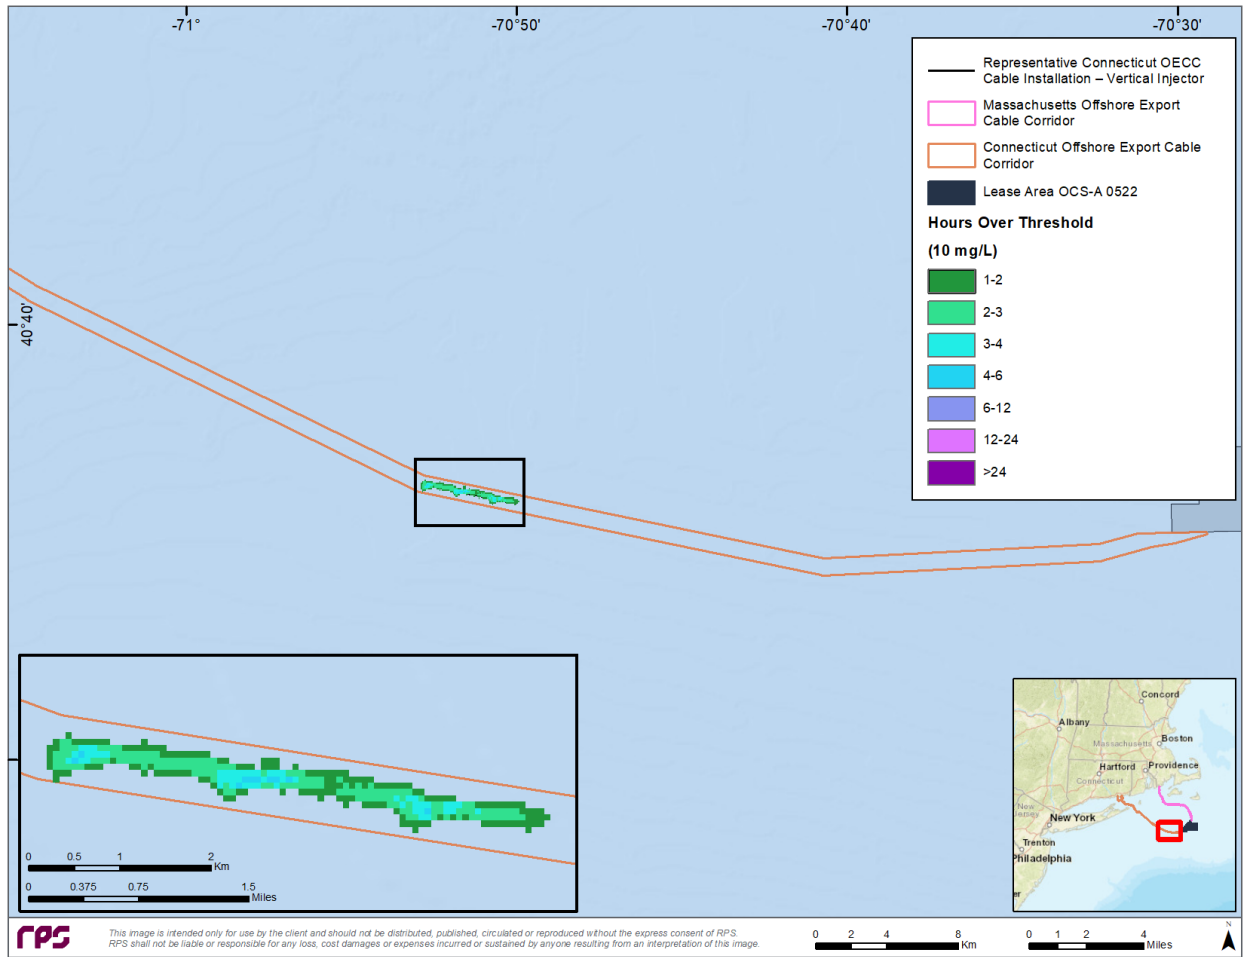 -71°
-70°50'
-70°40'
-70°30'
40°40'
Representative Connecticut OECC
Cable Installation – Vertical Injector
Massachusetts Offshore Export
Cable Corridor
Connecticut Offshore Export Cable
Corridor
Lease Area OCS-A 0522
Hours Over Threshold
(10 mg/L)
1-2
2-3
3-4
4-6
6-12
12-24
>24
0 0.5 1 2
Km
0 0.375 0.75 1.5
Miles
Concord
Albany
Massachusetts
Boston
Hartford
Providence
Connecticut
New
Jersey
New York
Trenton
Philadelphia
er
RPS
This image is intended only for use by the client and should not be distributed, published, circulated or reproduced without the express consent of RPS.
RPS shall not be liable or responsible for any loss, cost damages or expenses incurred or sustained by anyone resulting from an interpretation of this image.
0 2 4 8
Km
0 1 2 4
Miles
N